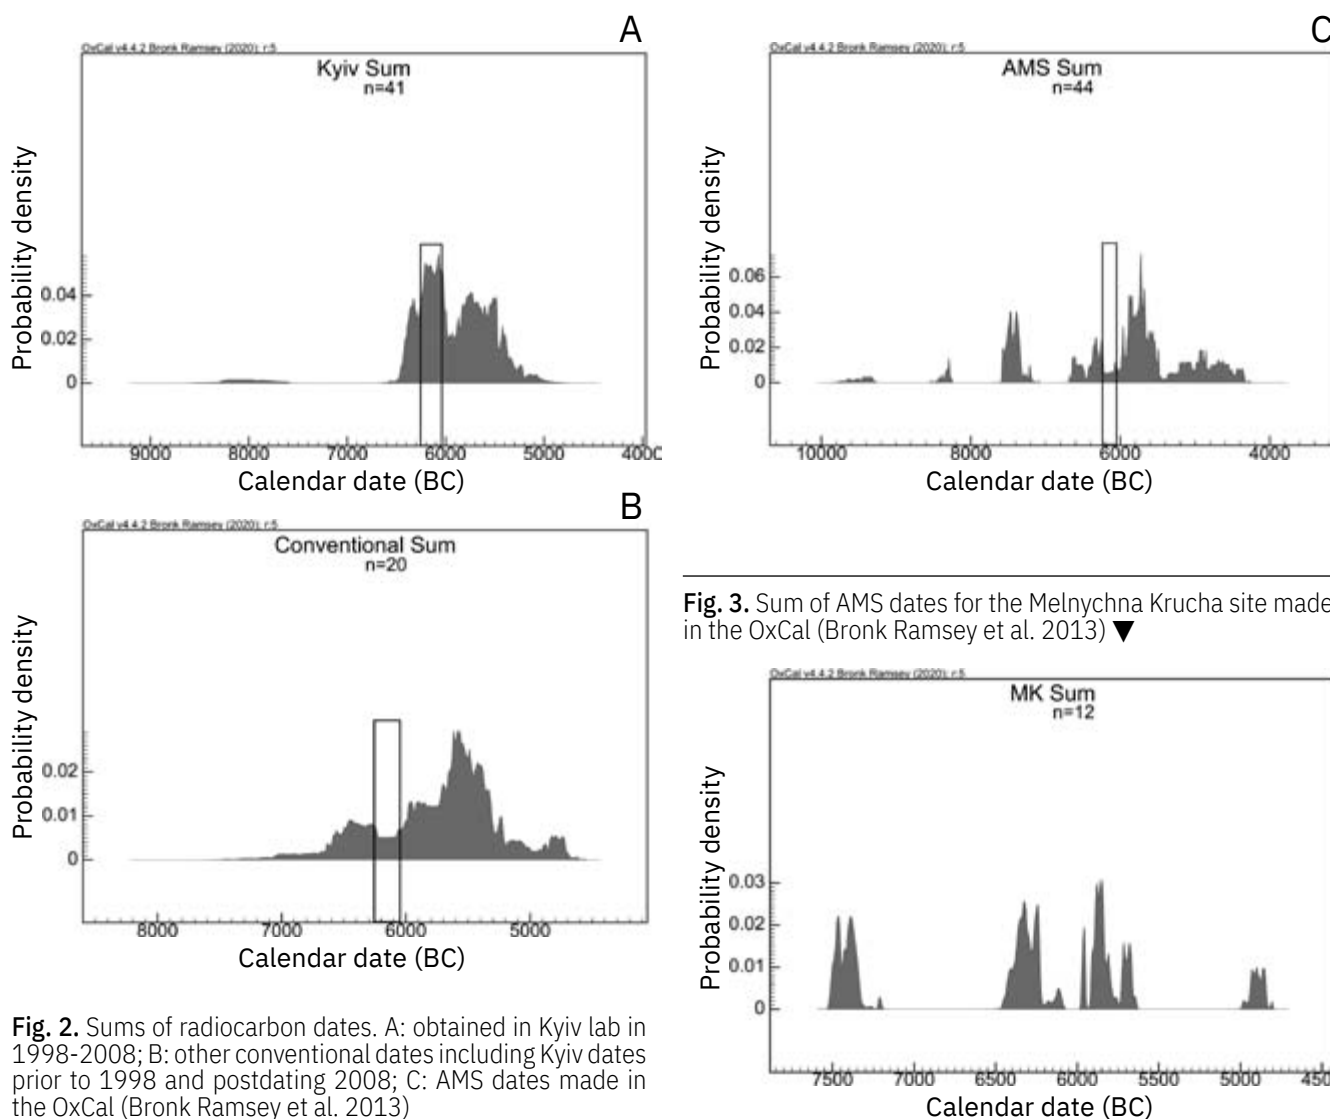 A
OxCal v4.4.2 Bronk Ramsey (2020); r:5
Kyiv Sum
n=41
Probability density
0.04
0.02
0
9000 8000 7000 6000 5000 4000
Calendar date (BC)
B
OxCal v4.4.2 Bronk Ramsey (2020); r:5
Conventional Sum
n=20
Probability density
0.02
0.01
0
8000 7000 6000 5000
Calendar date (BC)
Fig. 2. Sums of radiocarbon dates. A: obtained in Kyiv lab in
1998-2008; B: other conventional dates including Kyiv dates
prior to 1998 and postdating 2008; C: AMS dates made in
the OxCal (Bronk Ramsey et al. 2013)
C
OxCal v4.4.2 Bronk Ramsey (2020); r:5
AMS Sum
n=44
Probability density
0.06
0.04
0.02
0
10000 8000 6000 4000
Calendar date (BC)
Fig. 3. Sum of AMS dates for the Melnychna Krucha site made
in the OxCal (Bronk Ramsey et al. 2013) ▼
OxCal v4.4.2 Bronk Ramsey (2020); r:5
MK Sum
n=12
Probability density
0.03
0.02
0.01
0
7500 7000 6500 6000 5500 5000 450
Calendar date (BC)